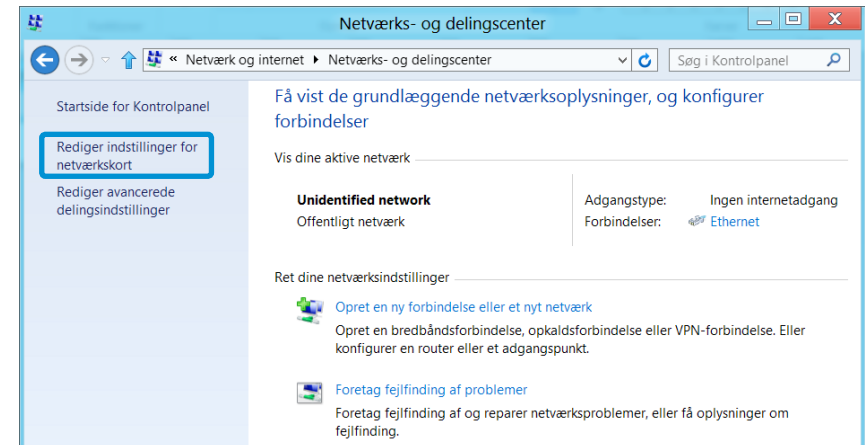 Netværks- og delingscenter
« Netværk og internet ▸ Netværks- og delingscenter
Søg i Kontrolpanel
Startside for Kontrolpanel
Rediger indstillinger for
netværkskort
Rediger avancerede
delingsindstillinger
Få vist de grundlæggende netværksoplysninger, og konfigurer
forbindelser
Vis dine aktive netværk
Unidentified network
Offentligt netværk
Adgangstype: Ingen internetadgang
Forbindelser: Ethernet
Ret dine netværksindstillinger
Opret en ny forbindelse eller et nyt netværk
Opret en bredbåndsforbindelse, opkaldsforbindelse eller VPN-forbindelse. Eller
konfigurer en router eller et adgangspunkt.
Foretag fejlfinding af problemer
Foretag fejlfinding af og reparer netværksproblemer, eller få oplysninger om
fejlfinding.